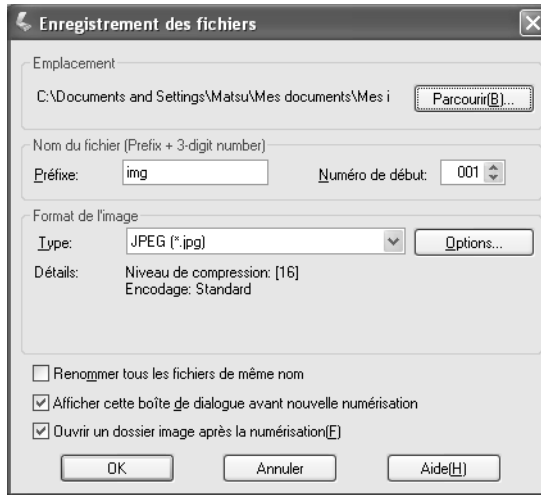 Enregistrement des fichiers
Emplacement
C:\Documents and Settings\Matsu\Mes documents\Mes i
Parcourir(B)...
Nom du fichier (Prefix + 3-digit number)
Préfixe: img Numéro de début: 001
Format de l'image
Type: JPEG (*.jpg) Options...
Détails: Niveau de compression: [16]
Encodage: Standard
Renommer tous les fichiers de même nom
Afficher cette boîte de dialogue avant nouvelle numérisation
Ouvrir un dossier image après la numérisation(F)
OK Annuler Aide(H)